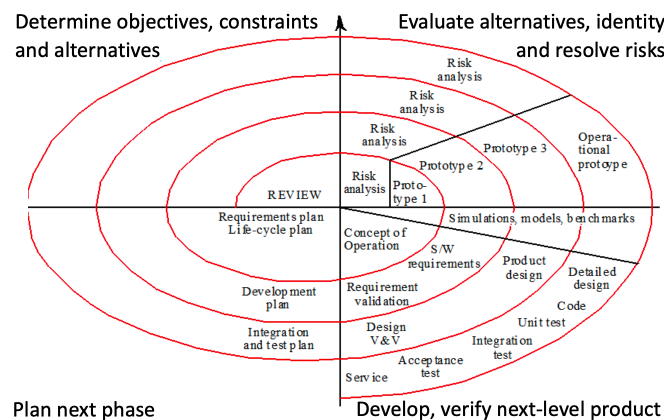 Determine objectives, constraints
and alternatives
Evaluate alternatives, identity
and resolve risks
Risk
analysis
Risk
analysis
Risk
analysis
Risk
analysis
Opera-
tional
protoype
Prototype 3
Prototype 2
Proto-
type 1
REVIEW
Requirements plan
Life-cycle plan
Simulations, models, benchmarks
Concept of
Operation
S/W
requirements
Product
design
Detailed
design
Development
plan
Requirement
validation
Code
Unit test
Integration
and test plan
Design
V&V
Integration
test
Acceptance
test
Service
Plan next phase
Develop, verify next-level product